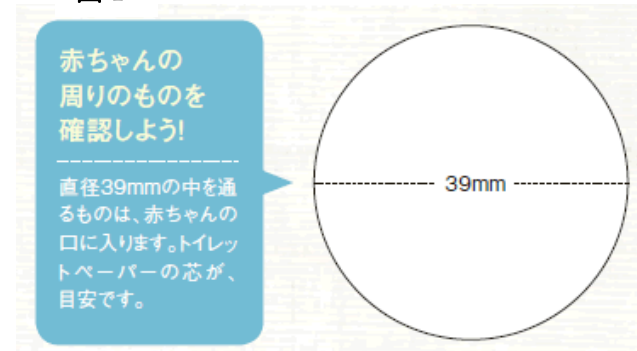 赤ちゃんの
周りのものを
確認しよう!
直径39mmの中を通
るものは、赤ちゃんの
口に入ります。トイレッ
トペーパーの芯が、
目安です。
39mm